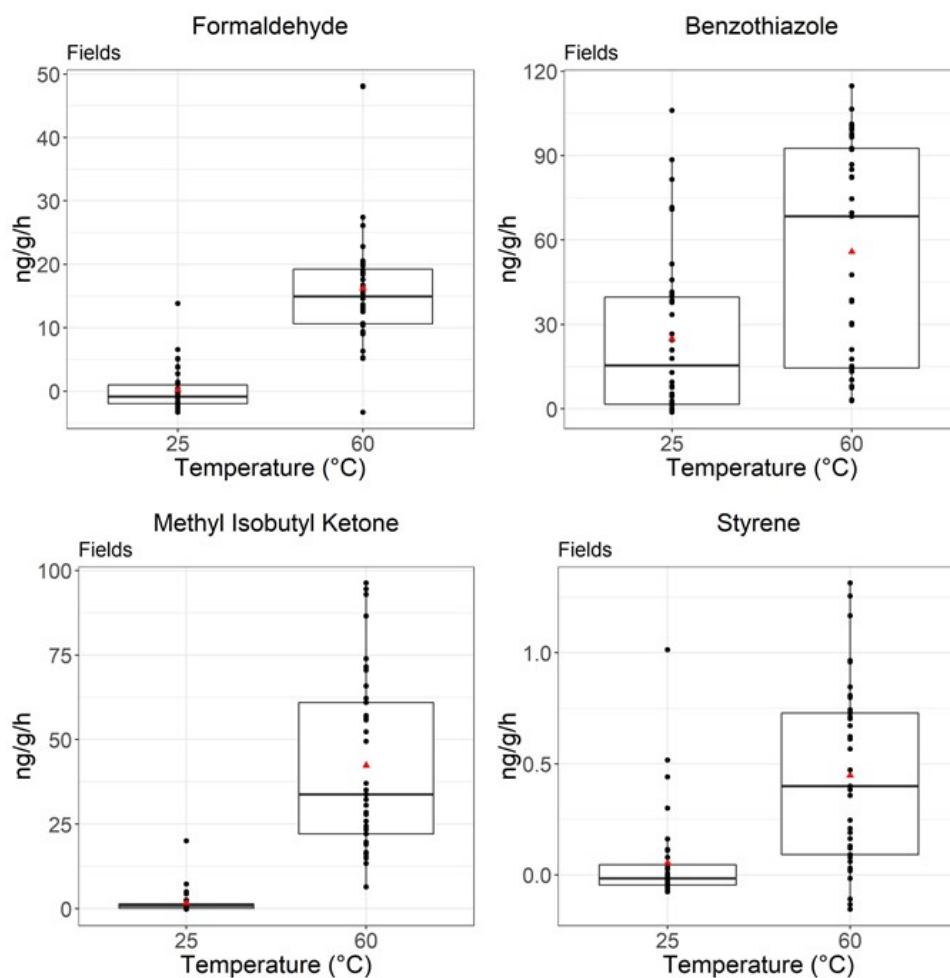 Formaldehyde
Fields
50
40
30
20
10
0
ng/g/h
25 60
Temperature (°C)
Benzothiazole
Fields
120
90
60
30
0
ng/g/h
25 60
Temperature (°C)
Methyl Isobutyl Ketone
Fields
100
75
50
25
0
ng/g/h
25 60
Temperature (°C)
Styrene
Fields
1.0
0.5
0.0
ng/g/h
25 60
Temperature (°C)